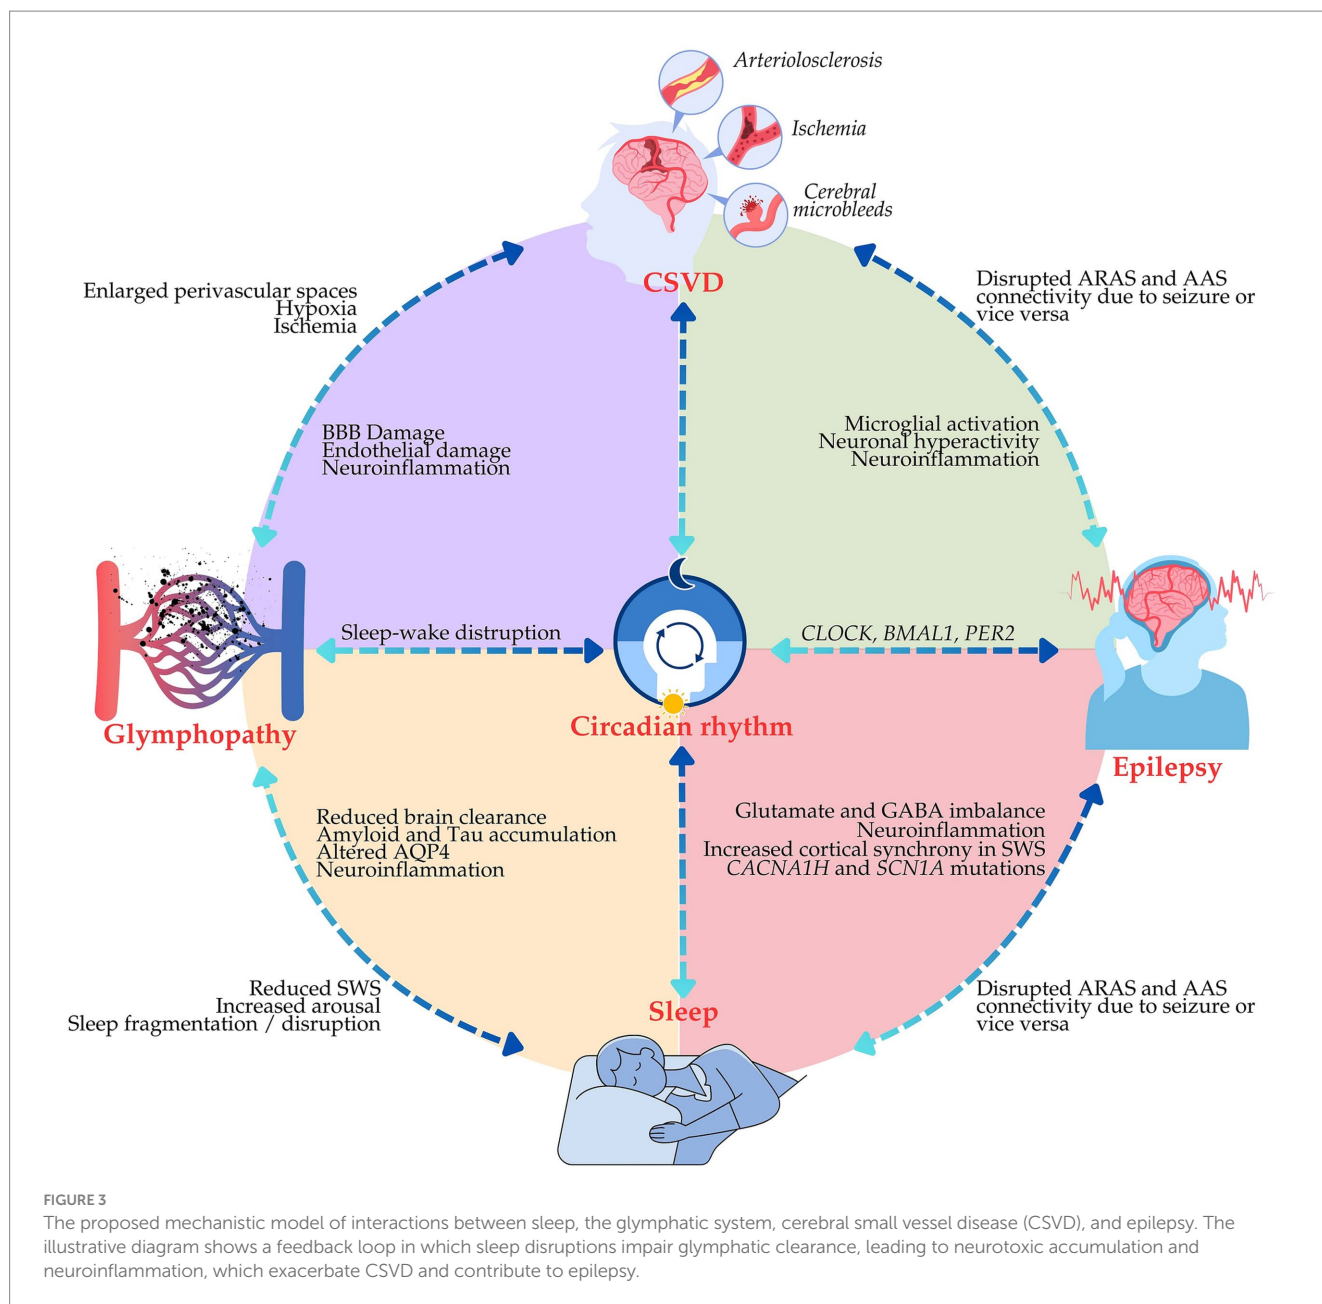 Arteriolosclerosis
Ischemia
Cerebral
microbleeds
CSVD
Enlarged perivascular spaces
Hypoxia
Ischemia
Disrupted ARAS and AAS
connectivity due to seizure or
vice versa
BBB Damage
Endothelial damage
Neuroinflammation
Microglial activation
Neuronal hyperactivity
Neuroinflammation
Sleep-wake distruption
CLOCK, BMAL1, PER2
Glymphopathy
Circadian rhythm
Epilepsy
Reduced brain clearance
Amyloid and Tau accumulation
Altered AQP4
Neuroinflammation
Glutamate and GABA imbalance
Neuroinflammation
Increased cortical synchrony in SWS
CACNA1H and SCN1A mutations
Reduced SWS
Increased arousal
Sleep fragmentation / disruption
Sleep
Disrupted ARAS and AAS
connectivity due to seizure or
vice versa
FIGURE 3
The proposed mechanistic model of interactions between sleep, the glymphatic system, cerebral small vessel disease (CSVD), and epilepsy. The
illustrative diagram shows a feedback loop in which sleep disruptions impair glymphatic clearance, leading to neurotoxic accumulation and
neuroinflammation, which exacerbate CSVD and contribute to epilepsy.